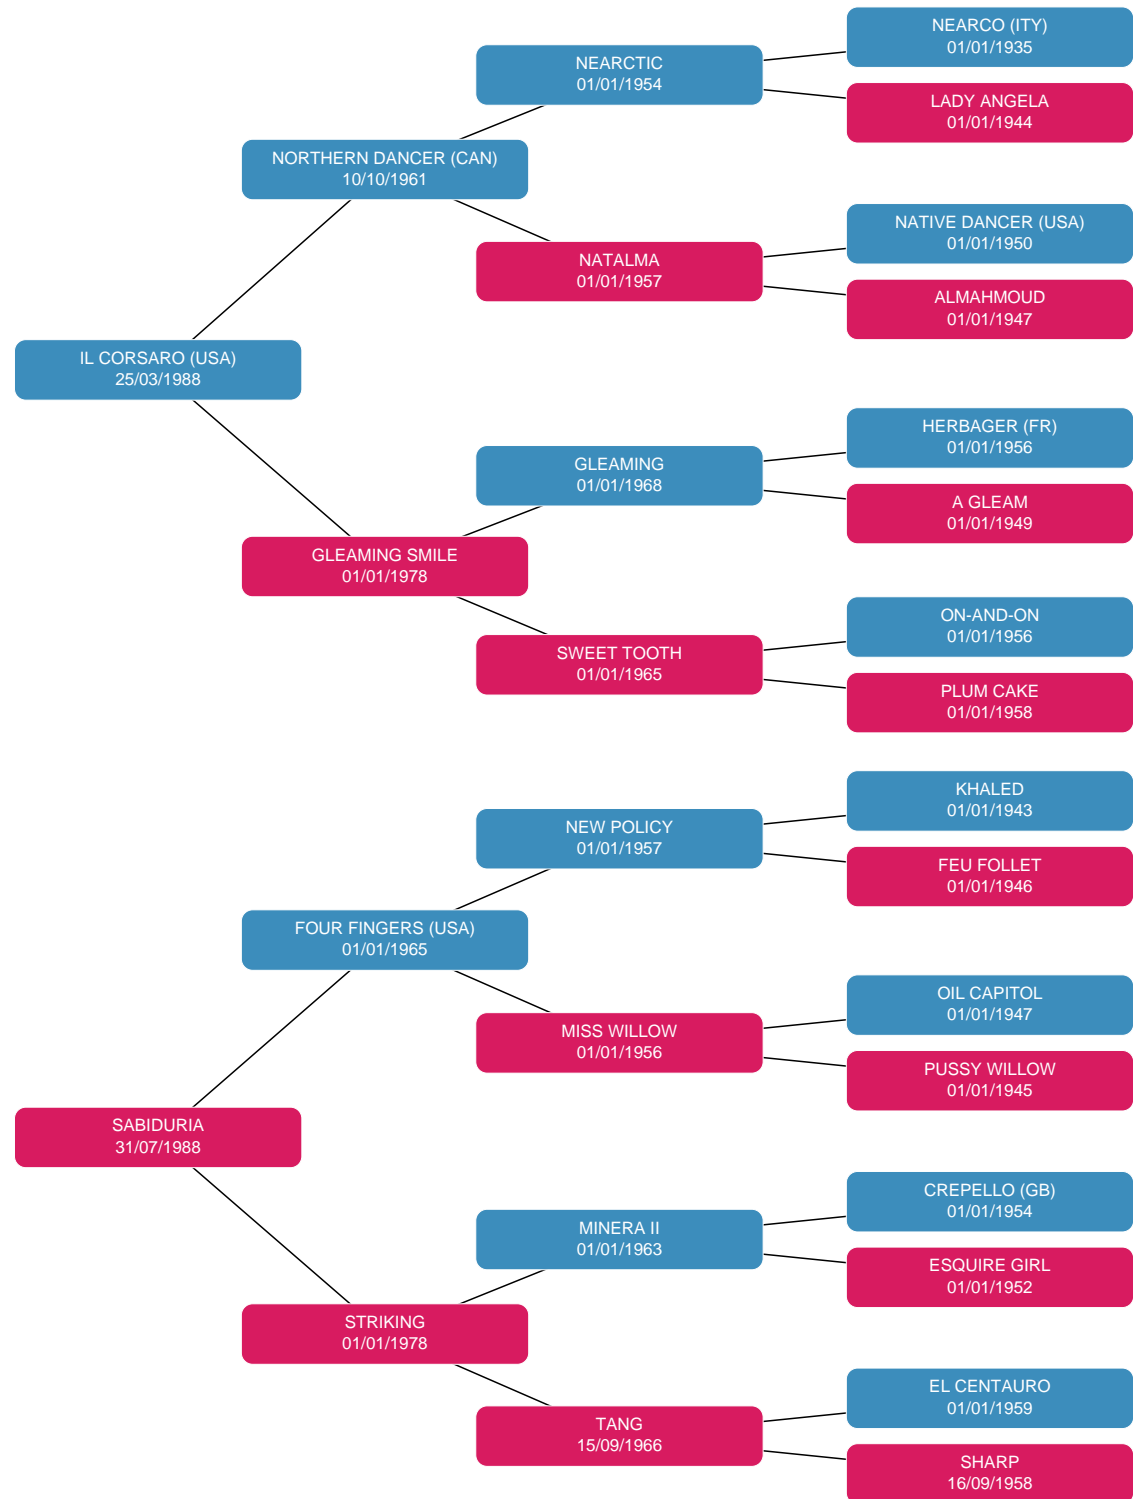 NEARCO (ITY)
01/01/1935
NEARCTIC
01/01/1954
LADY ANGELA
01/01/1944
NORTHERN DANCER (CAN)
10/10/1961
NATIVE DANCER (USA)
01/01/1950
NATALMA
01/01/1957
ALMAHMOUD
01/01/1947
IL CORSARO (USA)
25/03/1988
HERBAGER (FR)
01/01/1956
GLEAMING
01/01/1968
A GLEAM
01/01/1949
GLEAMING SMILE
01/01/1978
ON-AND-ON
01/01/1956
SWEET TOOTH
01/01/1965
PLUM CAKE
01/01/1958
KHALED
01/01/1943
NEW POLICY
01/01/1957
FEU FOLLET
01/01/1946
FOUR FINGERS (USA)
01/01/1965
OIL CAPITOL
01/01/1947
MISS WILLOW
01/01/1956
PUSSY WILLOW
01/01/1945
SABIDURIA
31/07/1988
CREPELLO (GB)
01/01/1954
MINERA II
01/01/1963
ESQUIRE GIRL
01/01/1952
STRIKING
01/01/1978
EL CENTAURO
01/01/1959
TANG
15/09/1966
SHARP
16/09/1958